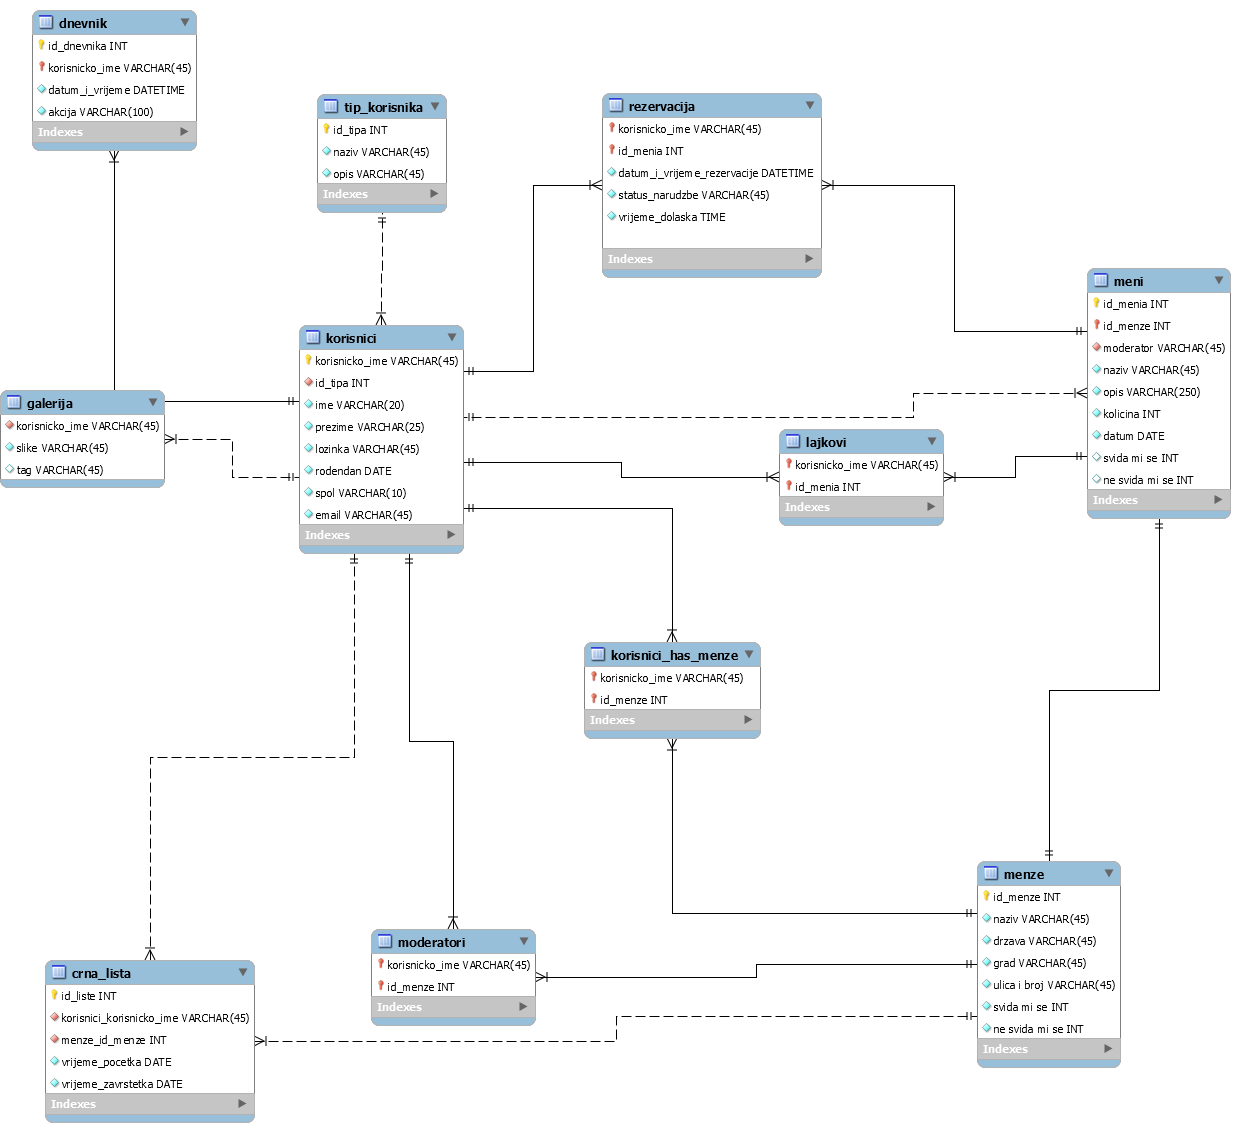 dnevnik
id_dnevnika INT
korisnicko_ime VARCHAR(45)
datum_i_vrijeme DATETIME
akcija VARCHAR(100)
Indexes
tip_korisnika
id_tipa INT
naziv VARCHAR(45)
opis VARCHAR(45)
Indexes
rezervacija
korisnicko_ime VARCHAR(45)
id_menia INT
datum_i_vrijeme_rezervacije DATETIME
status_narudzbe VARCHAR(45)
vrijeme_dolaska TIME
Indexes
meni
id_menia INT
id_menze INT
moderator VARCHAR(45)
naziv VARCHAR(45)
opis VARCHAR(250)
kolicina INT
datum DATE
svida mi se INT
ne svida mi se INT
Indexes
korisnici
korisnicko_ime VARCHAR(45)
id_tipa INT
ime VARCHAR(20)
prezime VARCHAR(25)
lozinka VARCHAR(45)
rodendan DATE
spol VARCHAR(10)
email VARCHAR(45)
Indexes
galerija
korisnicko_ime VARCHAR(45)
slike VARCHAR(45)
tag VARCHAR(45)
lajkovi
korisnicko_ime VARCHAR(45)
id_menia INT
Indexes
korisnici_has_menze
korisnicko_ime VARCHAR(45)
id_menze INT
Indexes
menze
id_menze INT
naziv VARCHAR(45)
drzava VARCHAR(45)
grad VARCHAR(45)
ulica i broj VARCHAR(45)
svida mi se INT
ne svida mi se INT
Indexes
moderatori
korisnicko_ime VARCHAR(45)
id_menze INT
Indexes
crna_lista
id_liste INT
korisnici_korisnicko_ime VARCHAR(45)
menze_id_menze INT
vrijeme_pocetka DATE
vrijeme_zavrstetka DATE
Indexes